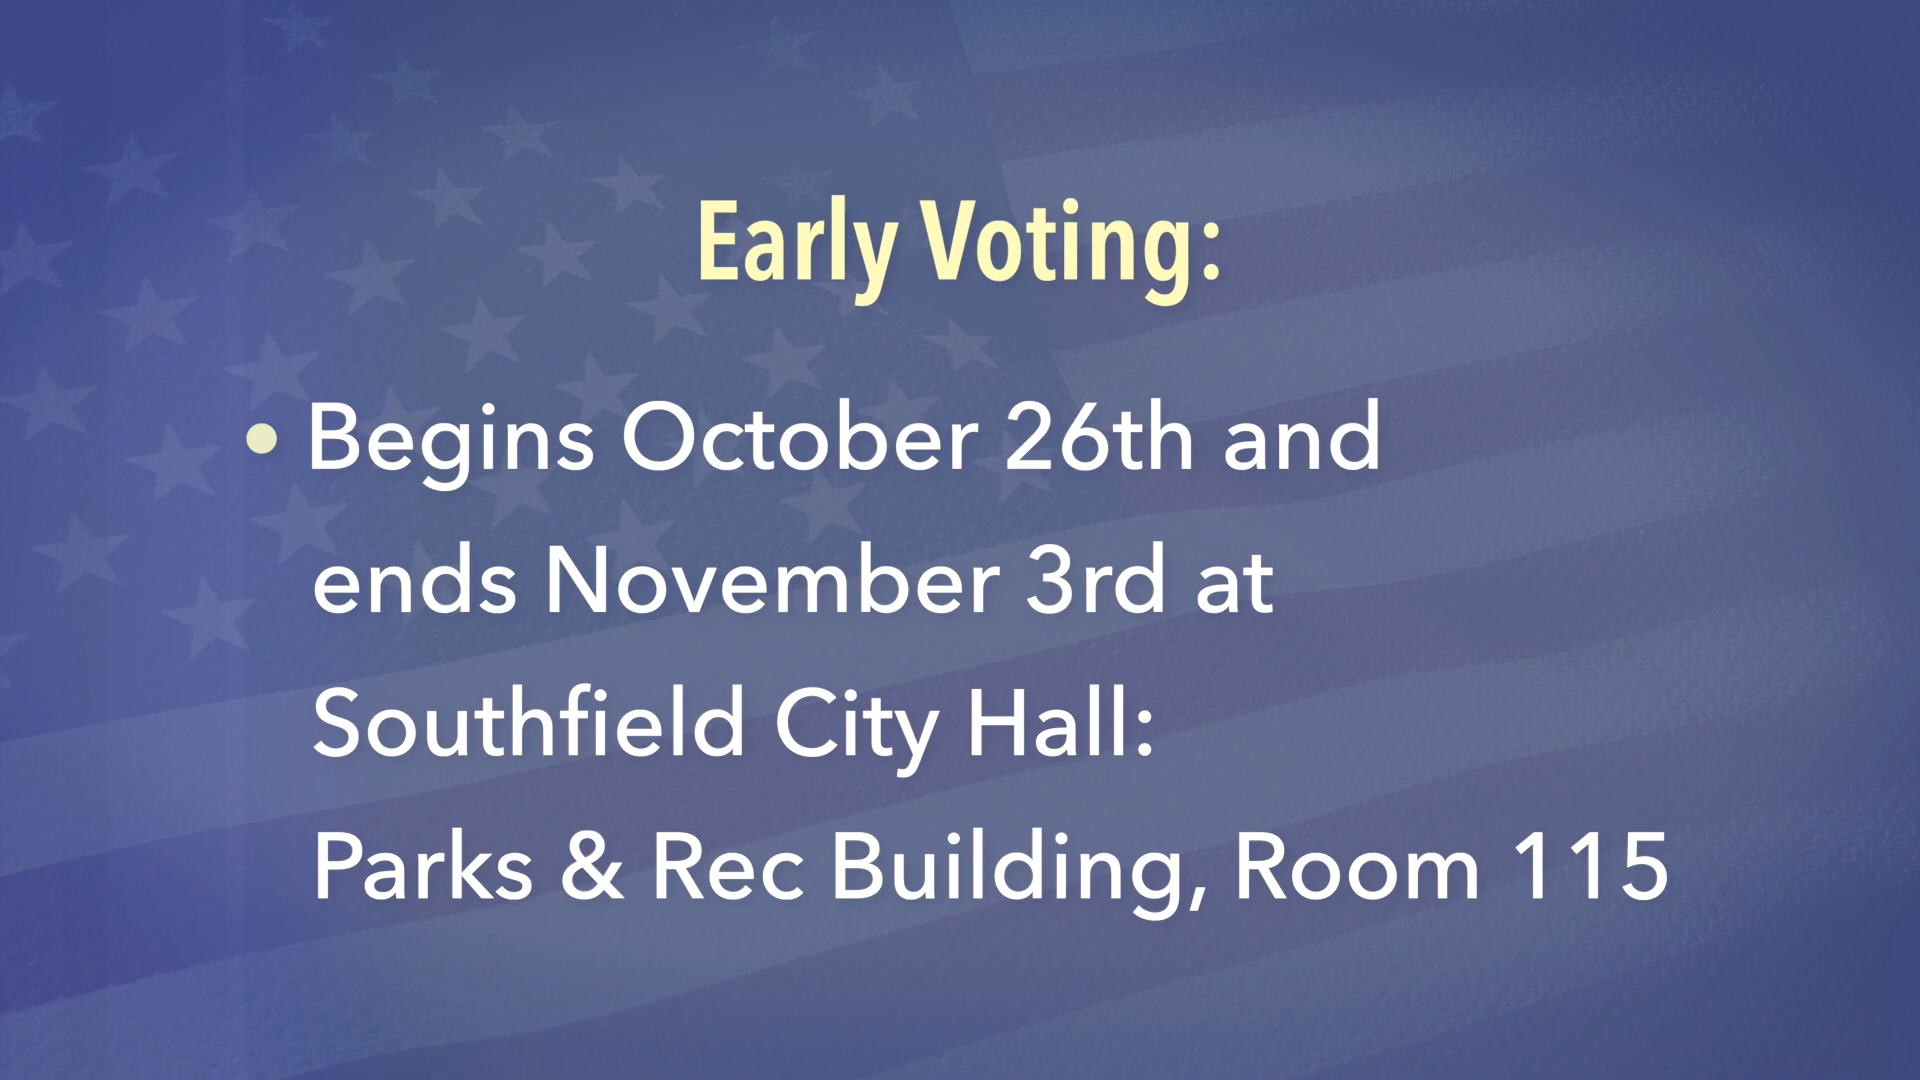 Early Voting:
• Begins October 26th and
ends November 3rd at
Southfield City Hall:
Parks & Rec Building, Room 115